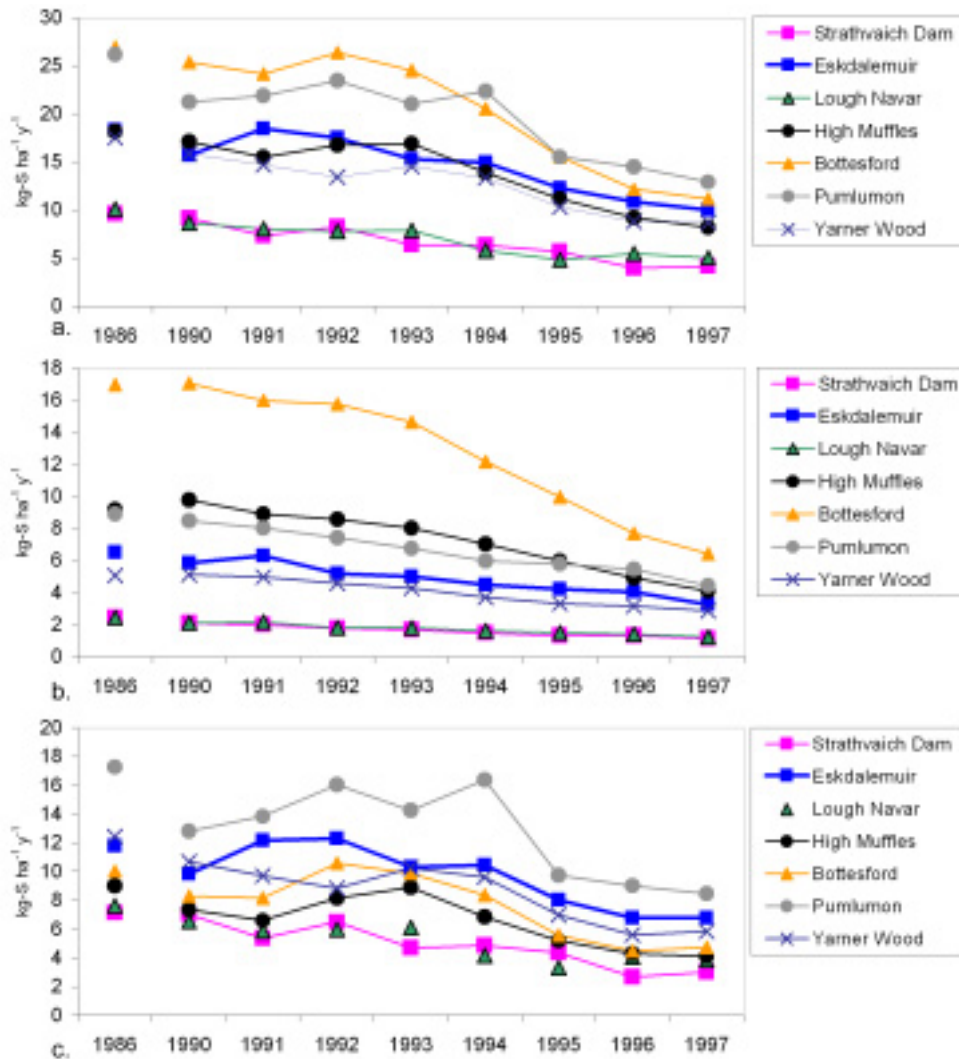 30
25
20
15
10
5
0
kg-S ha⁻¹ y⁻¹
a. 1986 1990 1991 1992 1993 1994 1995 1996 1997
Strathvaich Dam
Eskdalemuir
Lough Navar
High Muffles
Bottesford
Pumlumon
Yarner Wood
18
16
14
12
10
8
6
4
2
0
kg-S ha⁻¹ y⁻¹
b. 1986 1990 1991 1992 1993 1994 1995 1996 1997
Strathvaich Dam
Eskdalemuir
Lough Navar
High Muffles
Bottesford
Pumlumon
Yarner Wood
20
18
16
14
12
10
8
6
4
2
0
kg-S ha⁻¹ y⁻¹
c. 1986 1990 1991 1992 1993 1994 1995 1996 1997
Strathvaich Dam
Eskdalemuir
Lough Navar
High Muffles
Bottesford
Pumlumon
Yarner Wood